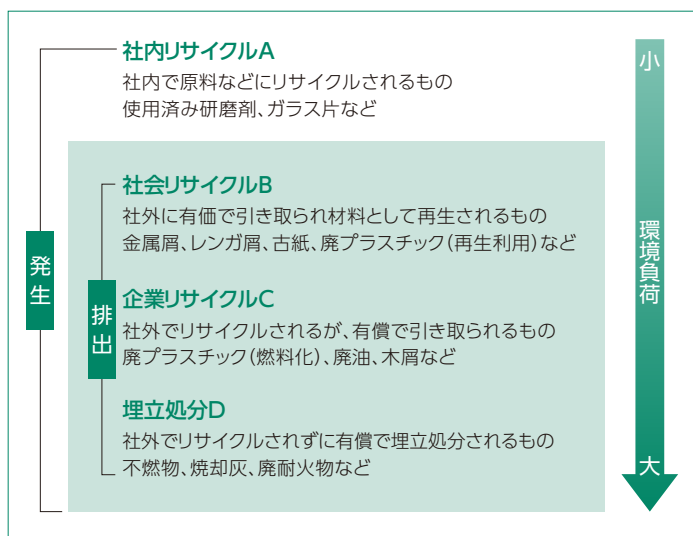 社内リサイクルA
社内で原料などにリサイクルされるもの
使用済み研磨剤、ガラス片など
社会リサイクルB
社外に有価で引き取られ材料として再生されるもの
金属屑、レンガ屑、古紙、廃プラスチック(再生利用)など
企業リサイクルC
社外でリサイクルされるが、有償で引き取られるもの
廃プラスチック(燃料化)、廃油、木屑など
埋立処分D
社外でリサイクルされずに有償で埋立処分されるもの
不燃物、焼却灰、廃耐火物など
発生
排出
小
環境負荷
大